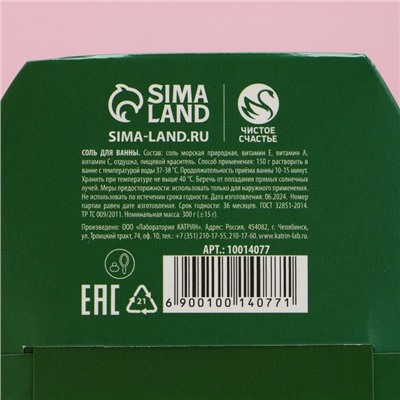 SIMA
LAND
SIMA-LAND.RU
ЧИСТОЕ
СЧАСТЬЕ
СОЛЬ ДЛЯ ВАННЫ. Состав: соль морская природная, витамин Е, витамин А,
витамин С, отдушка, пищевой краситель. Способ применения: 150 г растворить в
ванне с температурой воды 37-38 °С. Продолжительность приёма ванны 10-15 минут.
Хранить при температуре не выше 40 °С. Беречь от попадания прямых солнечных
лучей. Меры предосторожности: использовать только для наружного применения.
Не использовать по истечении срока годности. Дата изготовления: 06.2024. Номер
партии равен дате изготовления. Срок годности: 36 месяцев. ГОСТ 32851-2014.
ТР ТС 009/2011. Номинальная масса: 300 г (±15 г).
Произведено: ООО «Лаборатория КАТРИН». Адрес: Россия, 454082, г. Челябинск,
ул. Троицкий тракт, 74, оф. 10, тел.: +7 (351) 210-17-55, 210-17-60. www.katrin-lab.ru
АРТ.: 10014077
EAC
21
6 900100 140771